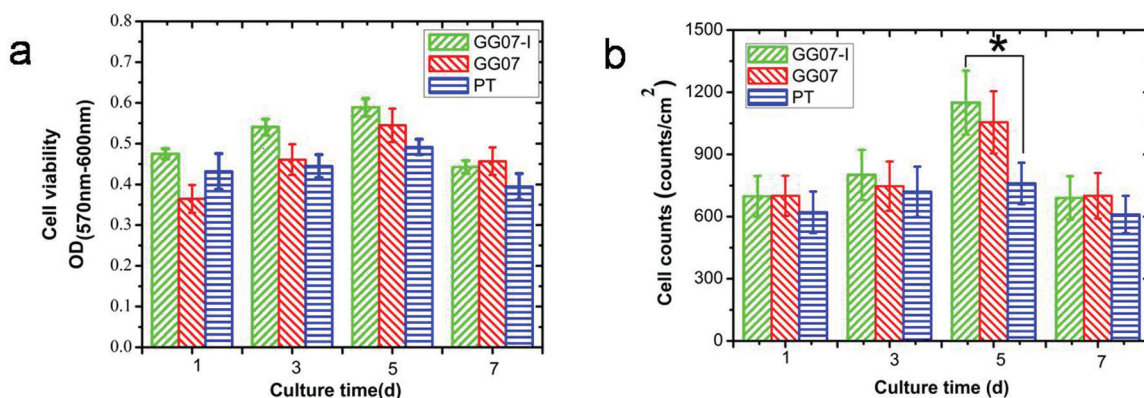 a
0.8
0.7
0.6
0.5
0.4
0.3
0.2
0.1
0.0
Cell viability
OD(570nm-600nm)
GG07-I
GG07
PT
1 3 5 7
Culture time(d)
b
1500
1200
900
600
300
0
Cell counts (counts/cm2)
GG07-I
GG07
PT
*
1 3 5 7
Culture time (d)